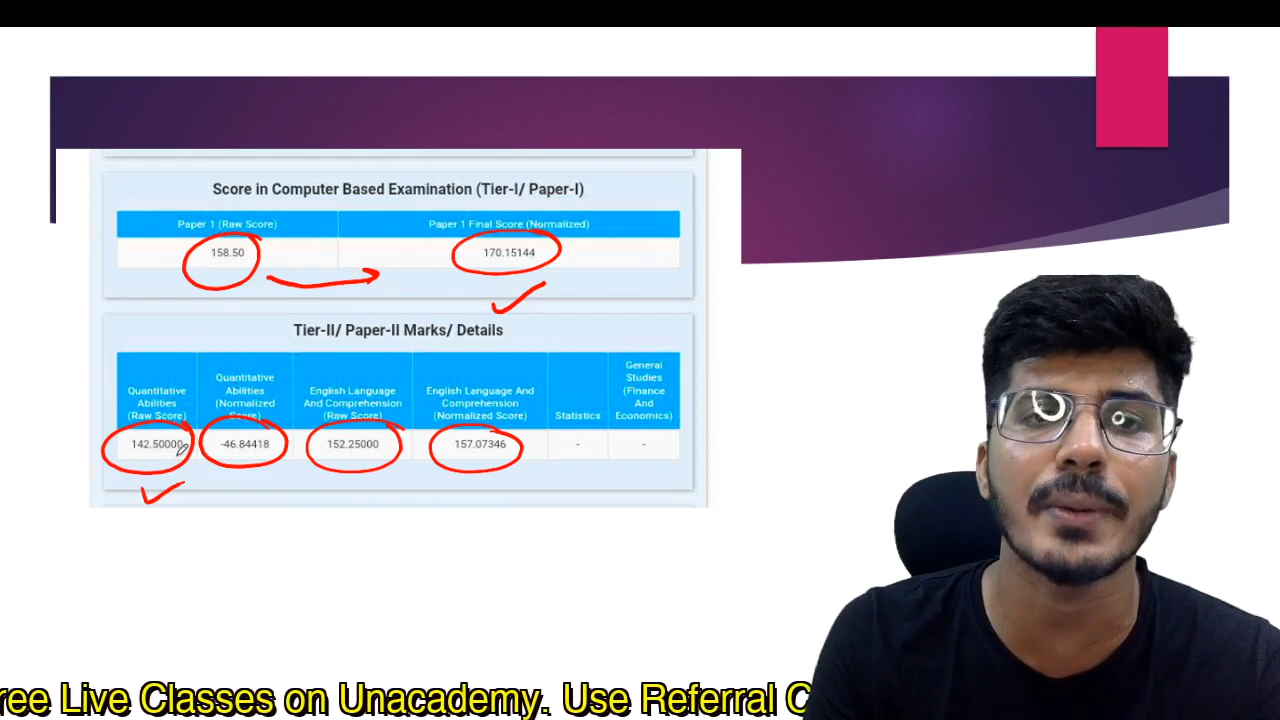 Score in Computer Based Examination (Tier-I/ Paper-I)
Paper 1 (Raw Score)
Paper 1 Final Score (Normalized)
158.50
170.15144
Tier-II/ Paper-II Marks/ Details
Quantitative
Abilities
(Raw Score)
Quantitative
Abilities
(Normalized
Score)
English Language
And Comprehension
(Raw Score)
English Language And
Comprehension
(Normalized Score)
Statistics
General
Studies
(Finance
And
Economics)
142.50000
-46.84418
152.25000
157.07346
-
-
ree Live Classes on Unacademy. Use Referral C